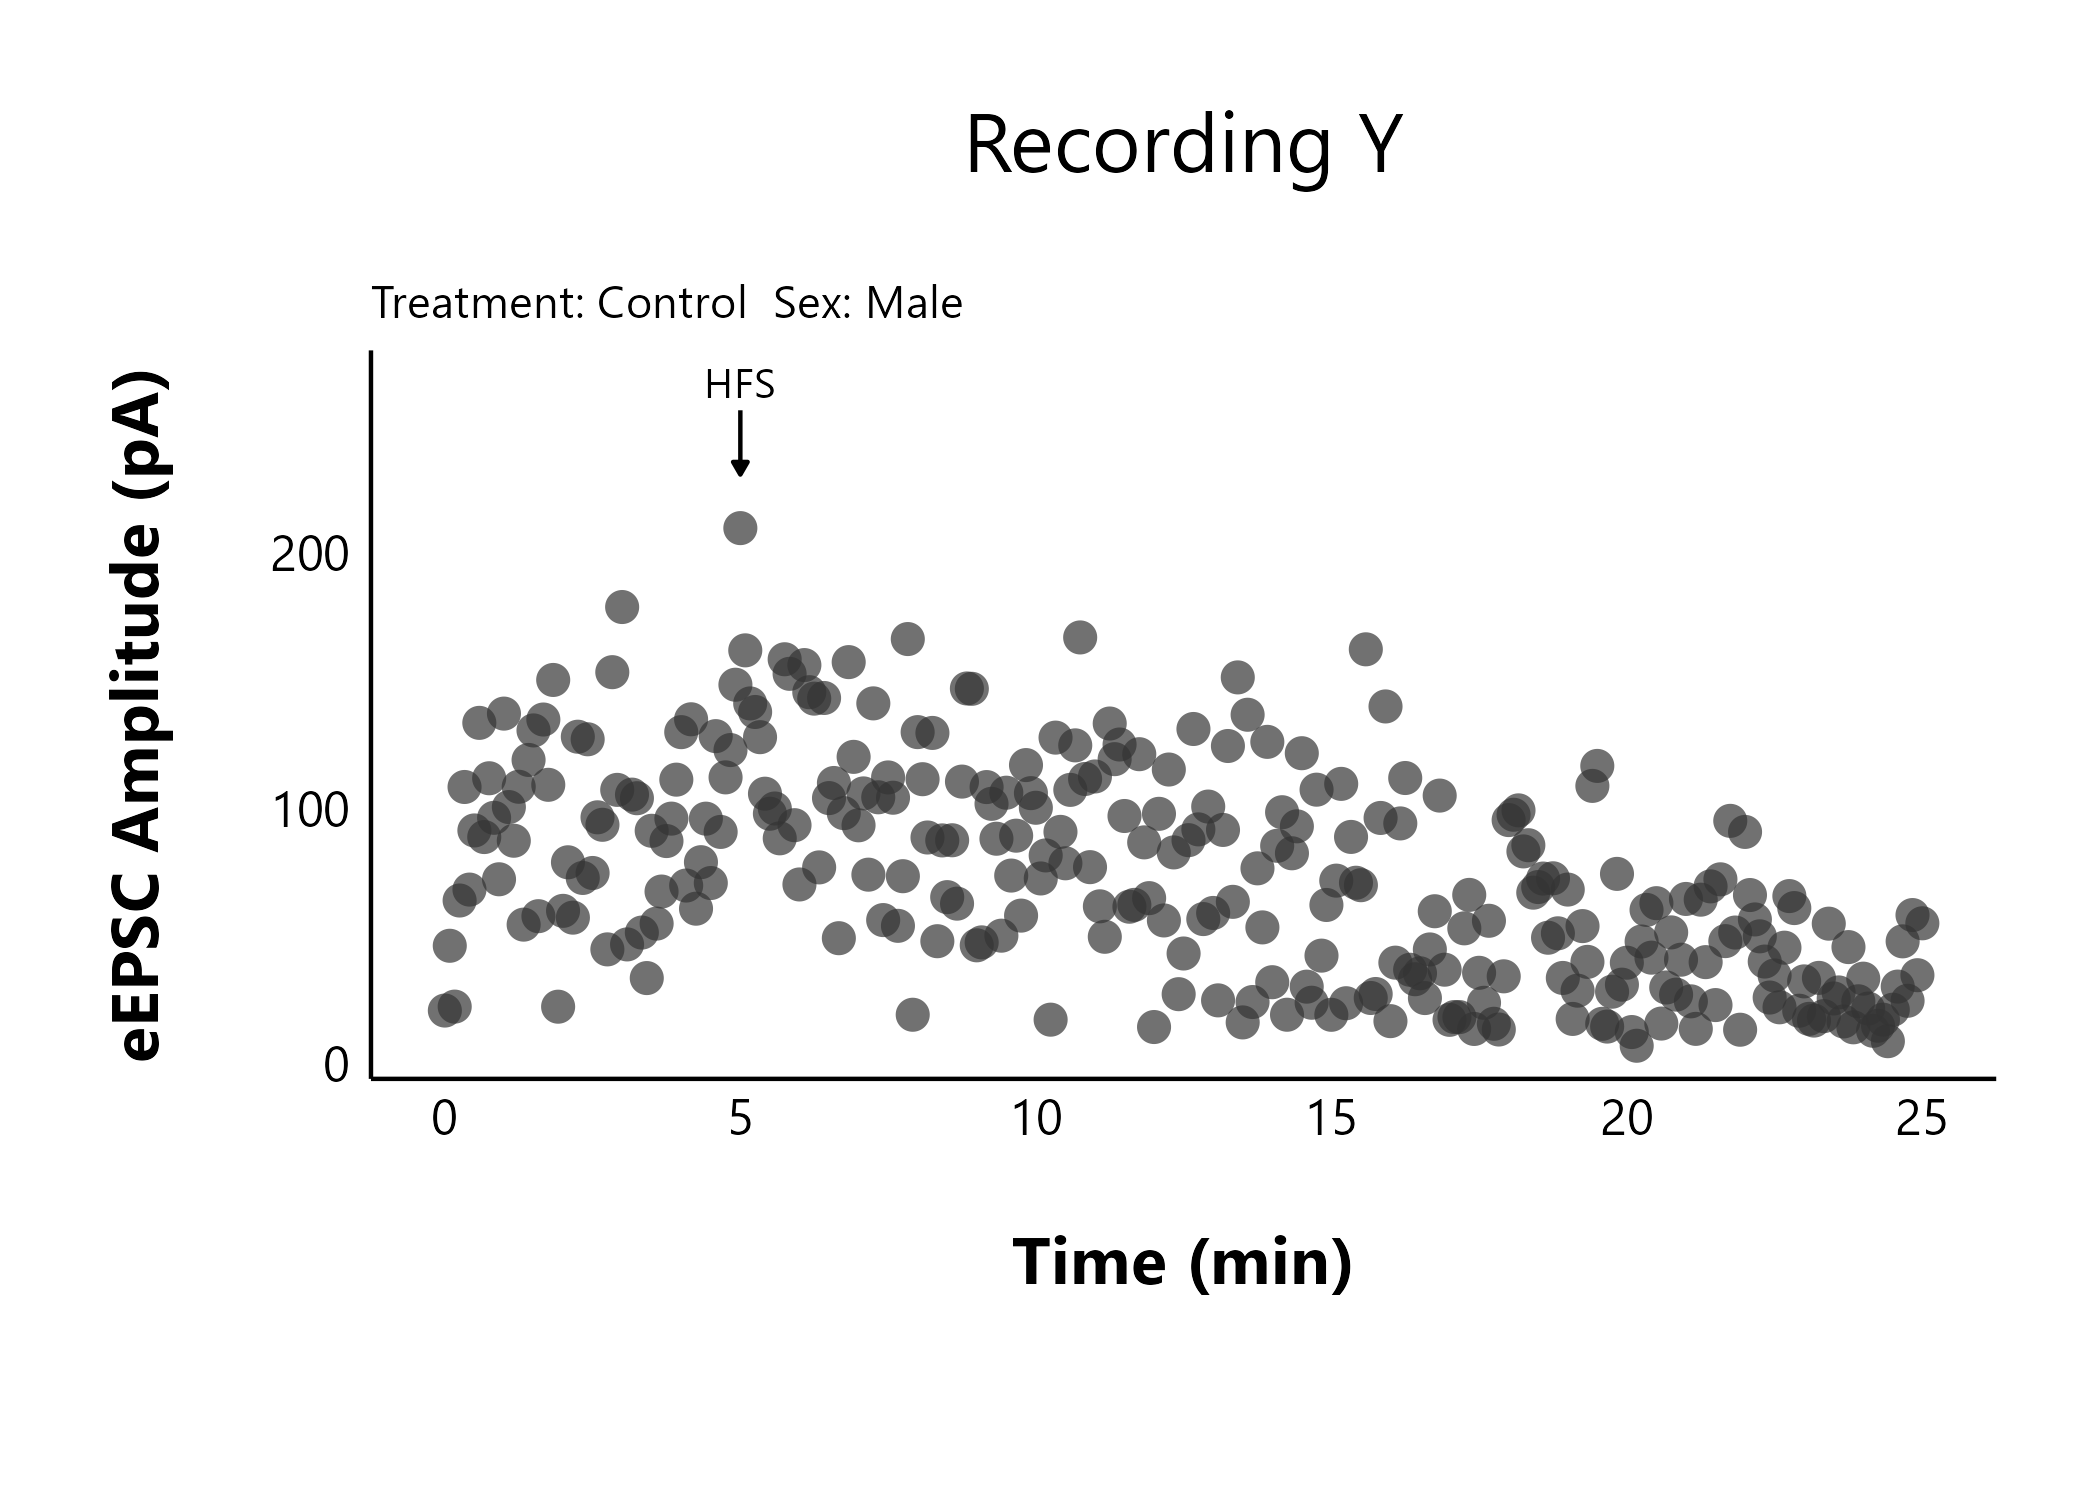 Recording Y
Treatment: Control  Sex: Male
HFS
eEPSC Amplitude (pA)
200
100
0
0 5 10 15 20 25
Time (min)